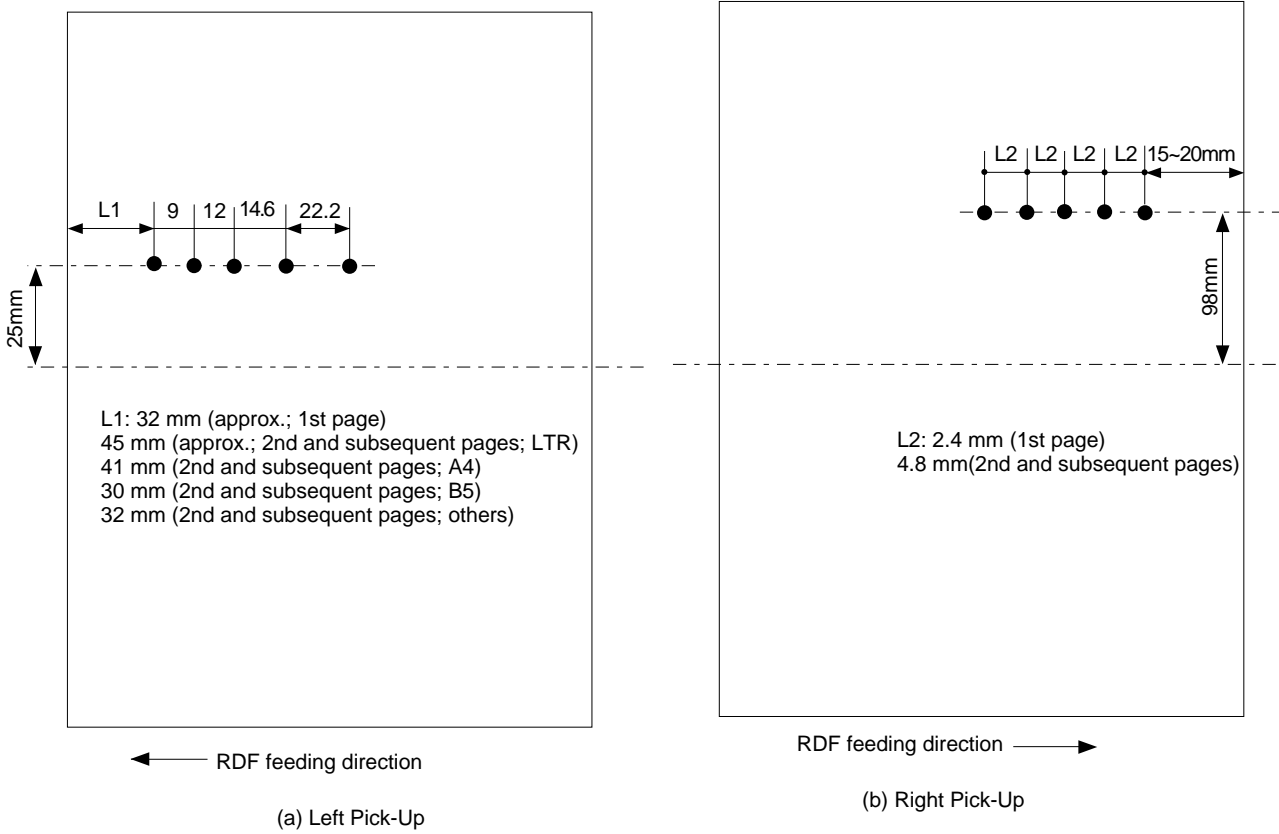 L1 9 12 14.6 22.2
25mm
L1: 32 mm (approx.; 1st page)
45 mm (approx.; 2nd and subsequent pages; LTR)
41 mm (2nd and subsequent pages; A4)
30 mm (2nd and subsequent pages; B5)
32 mm (2nd and subsequent pages; others)
RDF feeding direction
(a) Left Pick-Up
L2 L2 L2 L2 15~20mm
98mm
L2: 2.4 mm (1st page)
4.8 mm(2nd and subsequent pages)
RDF feeding direction
(b) Right Pick-Up